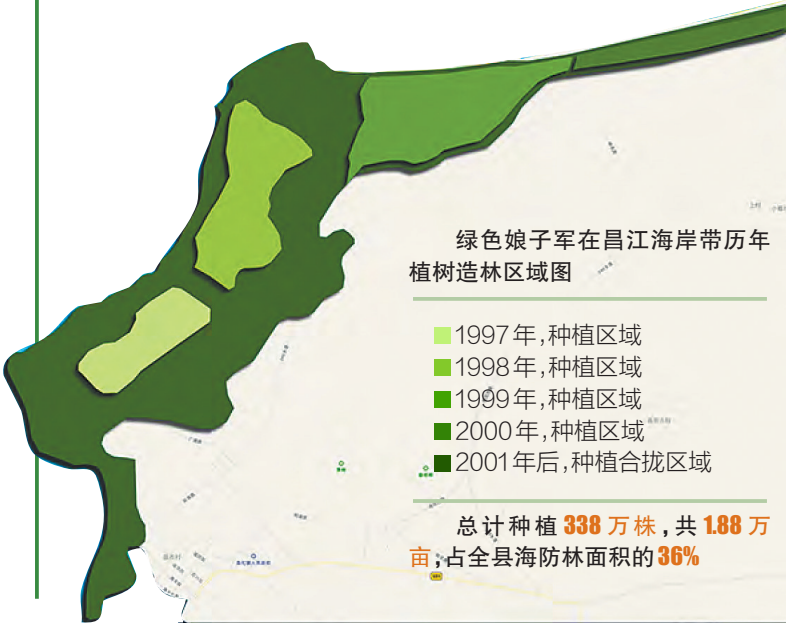 上村
绿色娘子军在昌江海岸带历年
植树造林区域图
1997年,种植区域
1998年,种植区域
1999年,种植区域
2000年,种植区域
2001年后,种植合拢区域
总计种植338万株,共1.88万
亩,占全县海防林面积的36%